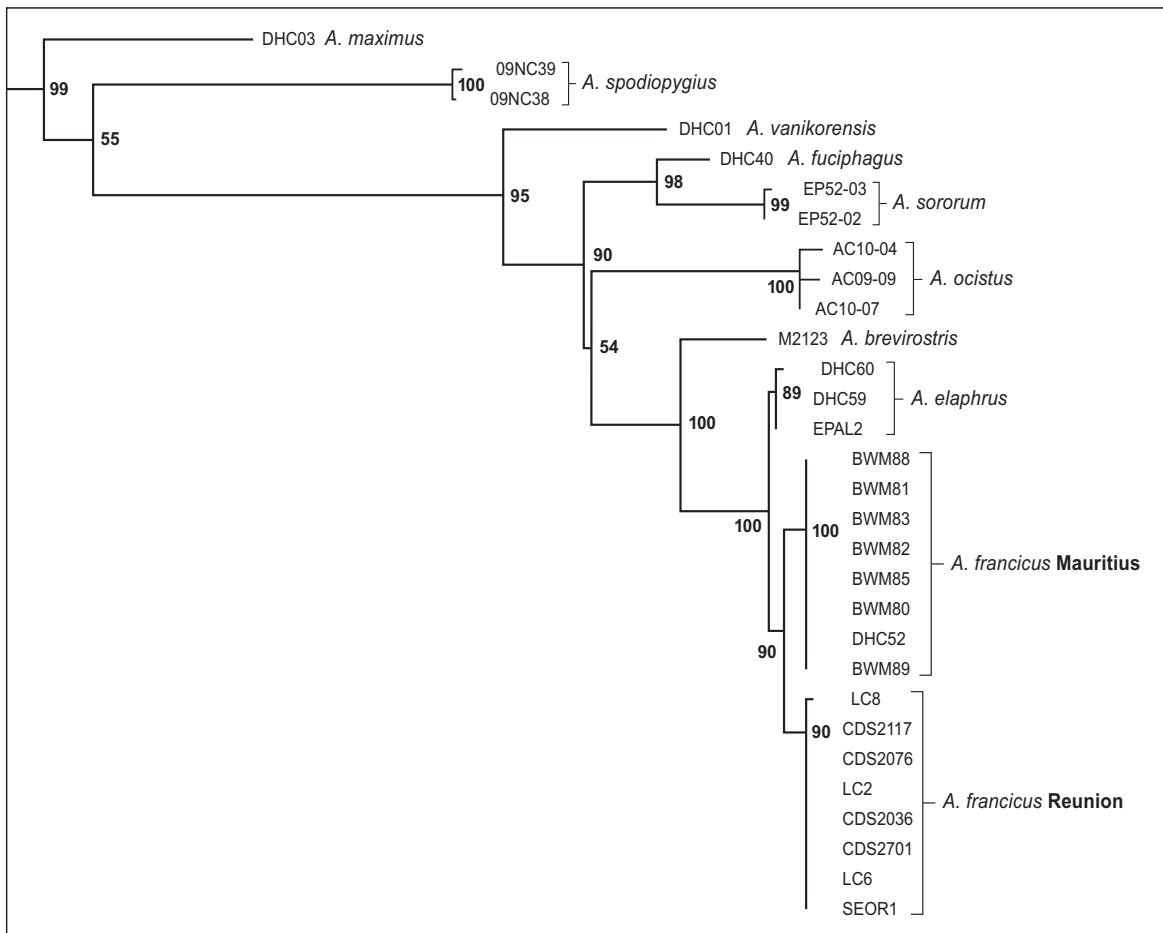 DHC03 A. maximus
99
09NC39
100
A. spodiopygius
09NC38
55
DHC01 A. vanikorensis
DHC40 A. fuciphagus
98
EP52-03
95
99
A. sororum
EP52-02
90
AC10-04
100
AC09-09
A. ocistus
AC10-07
M2123 A. brevirostris
54
DHC60
89
DHC59
A. elaphrus
100
EPAL2
BWM88
BWM81
100
BWM83
100
BWM82
A. francicus Mauritius
BWM85
BWM80
90
DHC52
BWM89
LC8
90
CDS2117
CDS2076
LC2
A. francicus Reunion
CDS2036
CDS2701
LC6
SEOR1